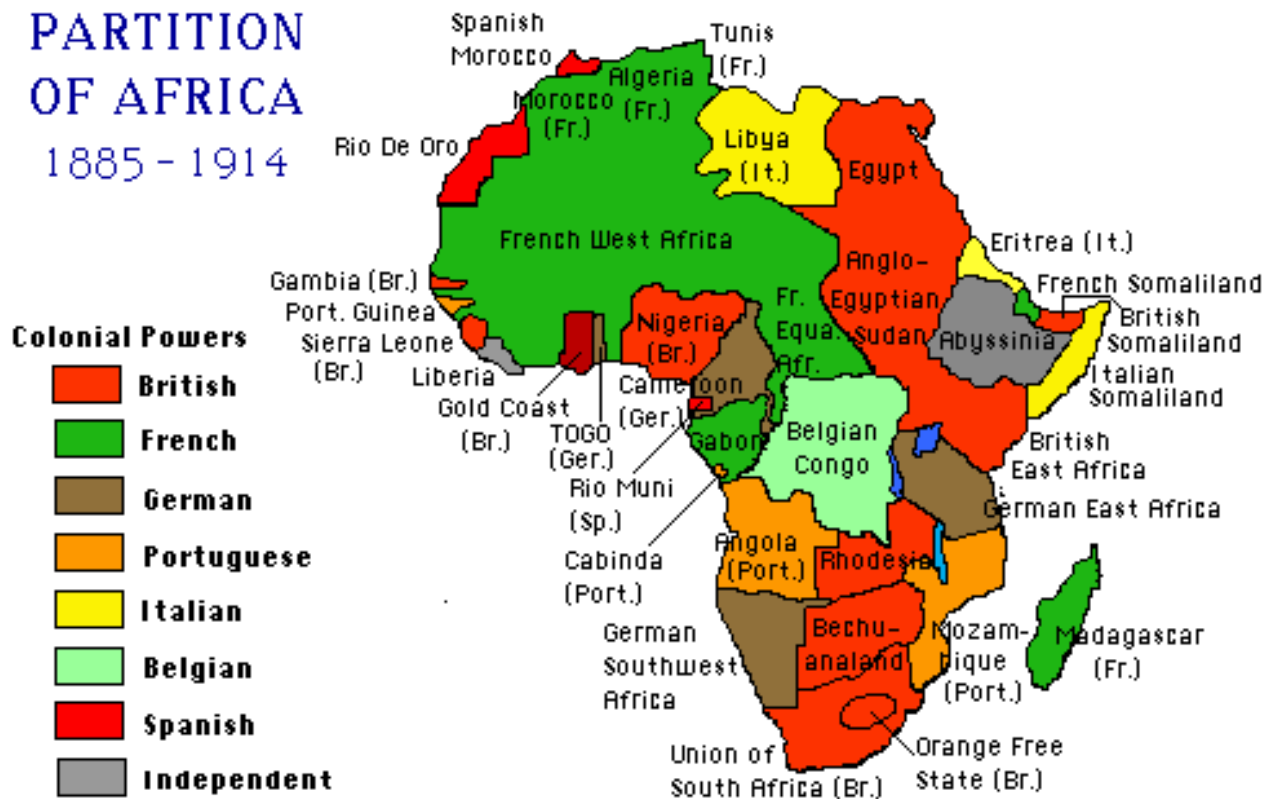 PARTITION
OF AFRICA
1885 - 1914
Spanish
Morocco
Tunis
(Fr.)
Algeria
(Fr.)
Morocco
(Fr.)
Rio De Oro
Libya
(It.)
Egypt
French West Africa
Eritrea (It.)
Anglo-
Egyptian
Sudan
French Somaliland
Gambia (Br.)
Port. Guinea
Sierra Leone
(Br.)
Liberia
Gold Coast
(Br.)
TOGO
(Ger.)
Nigeria
(Br.)
Fr.
Equa.
Afr.
Abyssinia
British
Somaliland
Italian
Somaliland
Cameroon
(Ger.)
Gabon
Belgian
Congo
British
East Africa
Rio Muni
(Sp.)
German East Africa
Cabinda
(Port.)
Angola
(Port.)
Rhodesia
German
Southwest
Africa
Bechu-
analand
Mozam-
bique
(Port.)
Madagascar
(Fr.)
Union of
South Africa (Br.)
Orange Free
State (Br.)
Colonial Powers
British
French
German
Portuguese
Italian
Belgian
Spanish
Independent